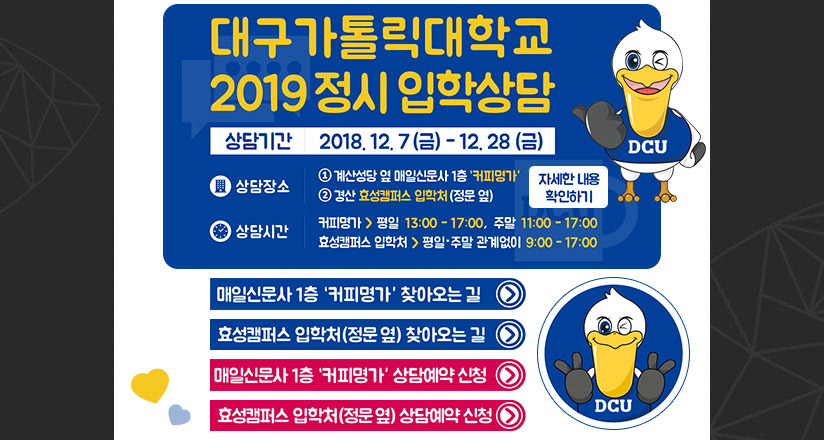 대구가톨릭대학교
2019 정시 입학상담
상담기간 2018. 12. 7 (금) - 12. 28 (금)
상담장소 ① 계산성당 옆 매일신문사 1층 '커피명가'
② 경산 효성캠퍼스 입학처(정문 옆)
자세한 내용
확인하기
상담시간 커피명가 > 평일 13:00 - 17:00, 주말 11:00 - 17:00
효성캠퍼스 입학처 > 평일·주말 관계없이 9:00 - 17:00
DCU
매일신문사 1층 '커피명가' 찾아오는 길
효성캠퍼스 입학처(정문 옆) 찾아오는 길
매일신문사 1층 '커피명가' 상담예약 신청
효성캠퍼스 입학처(정문 옆) 상담예약 신청
DCU